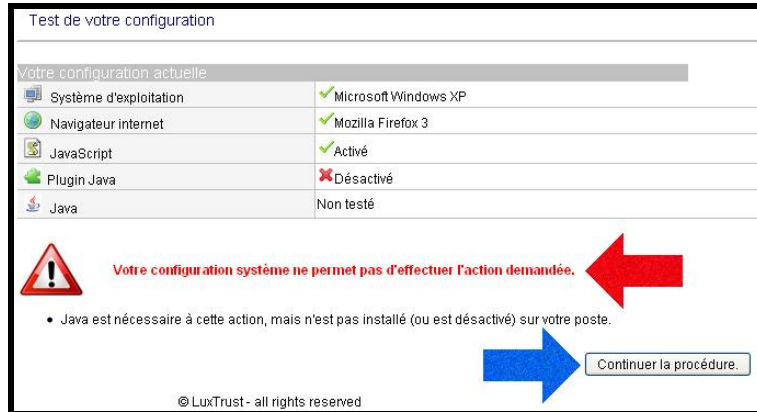 Test de votre configuration
Votre configuration actuelle
Système d'exploitation Microsoft Windows XP
Navigateur internet Mozilla Firefox 3
JavaScript Activé
Plugin Java Désactivé
Java Non testé
Votre configuration système ne permet pas d'effectuer l'action demandée.
• Java est nécessaire à cette action, mais n'est pas installé (ou est désactivé) sur votre poste.
Continuer la procédure.
© LuxTrust - all rights reserved